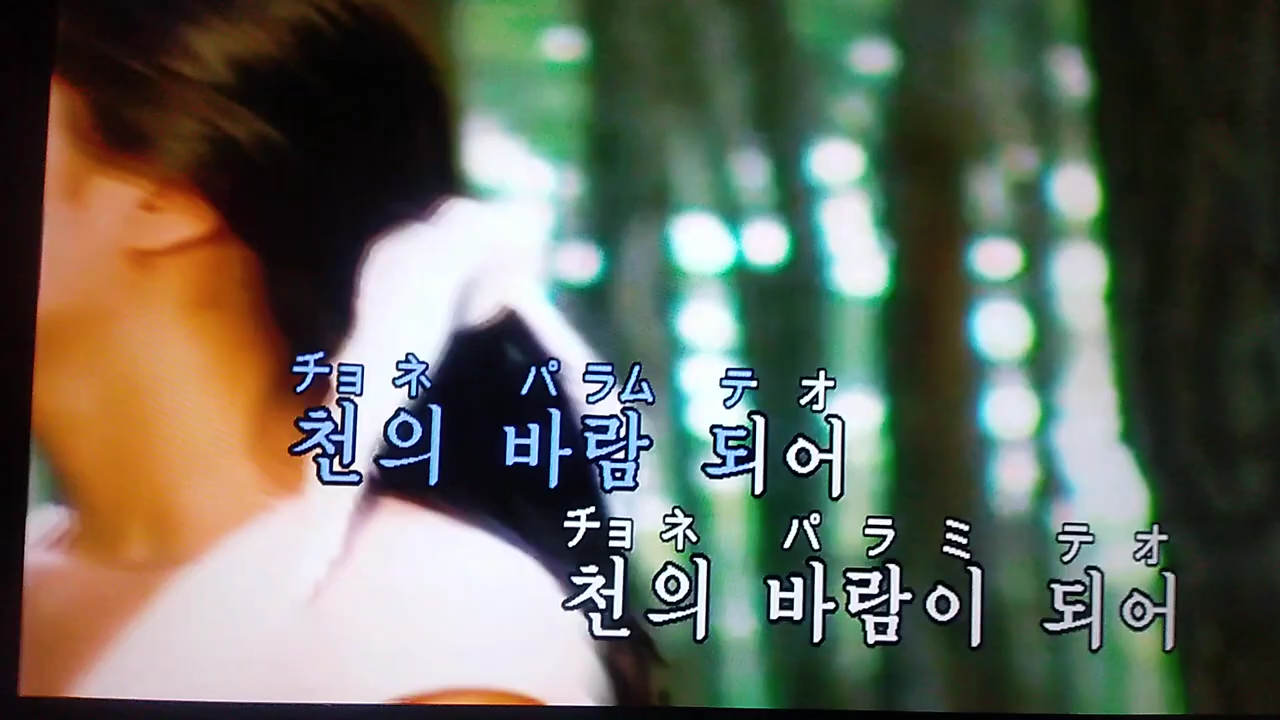 チョネ パラム テオ
천의 바람 되어
チョネ パラミ テオ
천의 바람이 되어